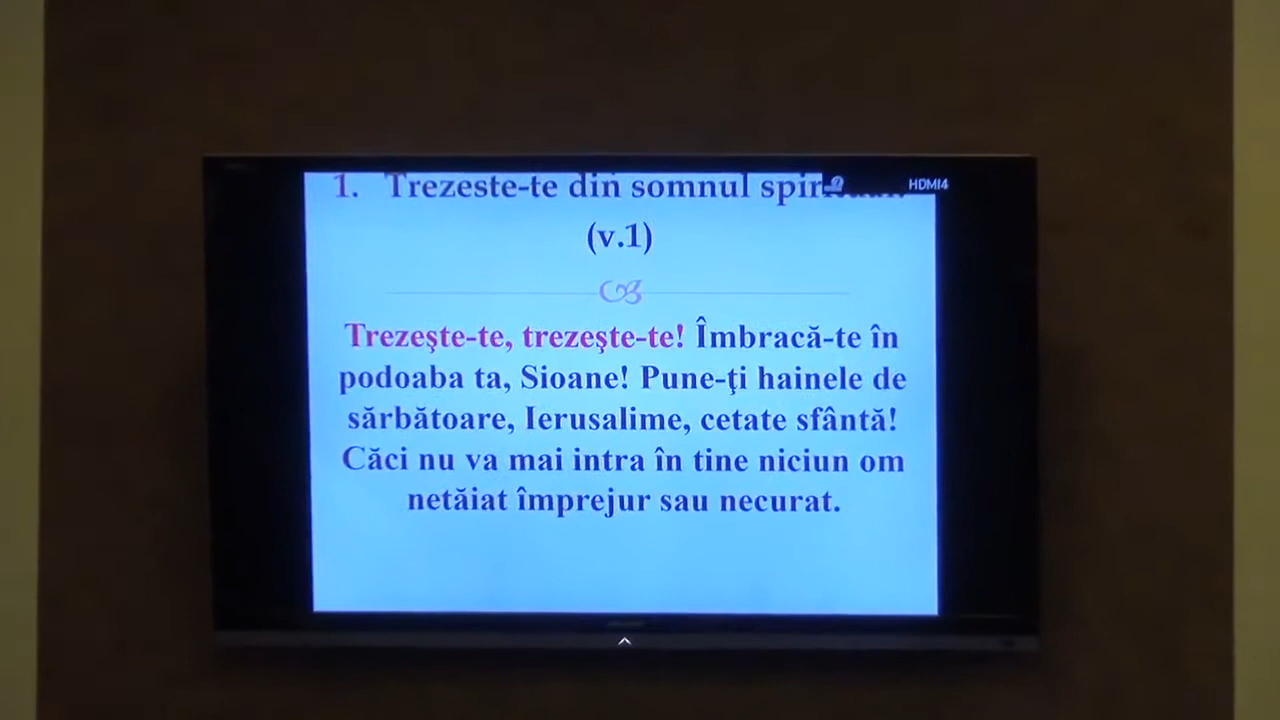 1. Trezeste-te din somnul
HDMI4
(v.1)
Trezeşte-te, trezeşte-te! Îmbracă-te în
podoaba ta, Sioane! Pune-ţi hainele de
sărbătoare, Ierusalime, cetate sfântă!
Căci nu va mai intra în tine niciun om
netăiat împrejur sau necurat.